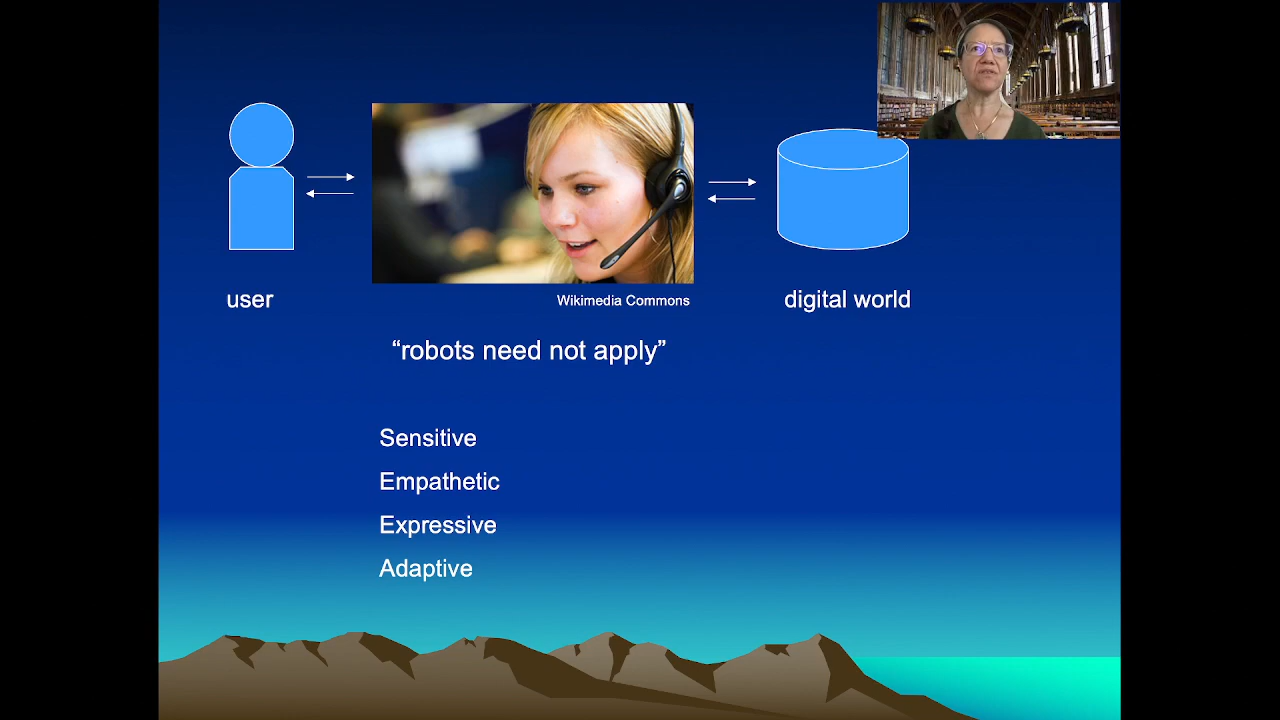 user
Wikimedia Commons
digital world
“robots need not apply”
Sensitive
Empathetic
Expressive
Adaptive